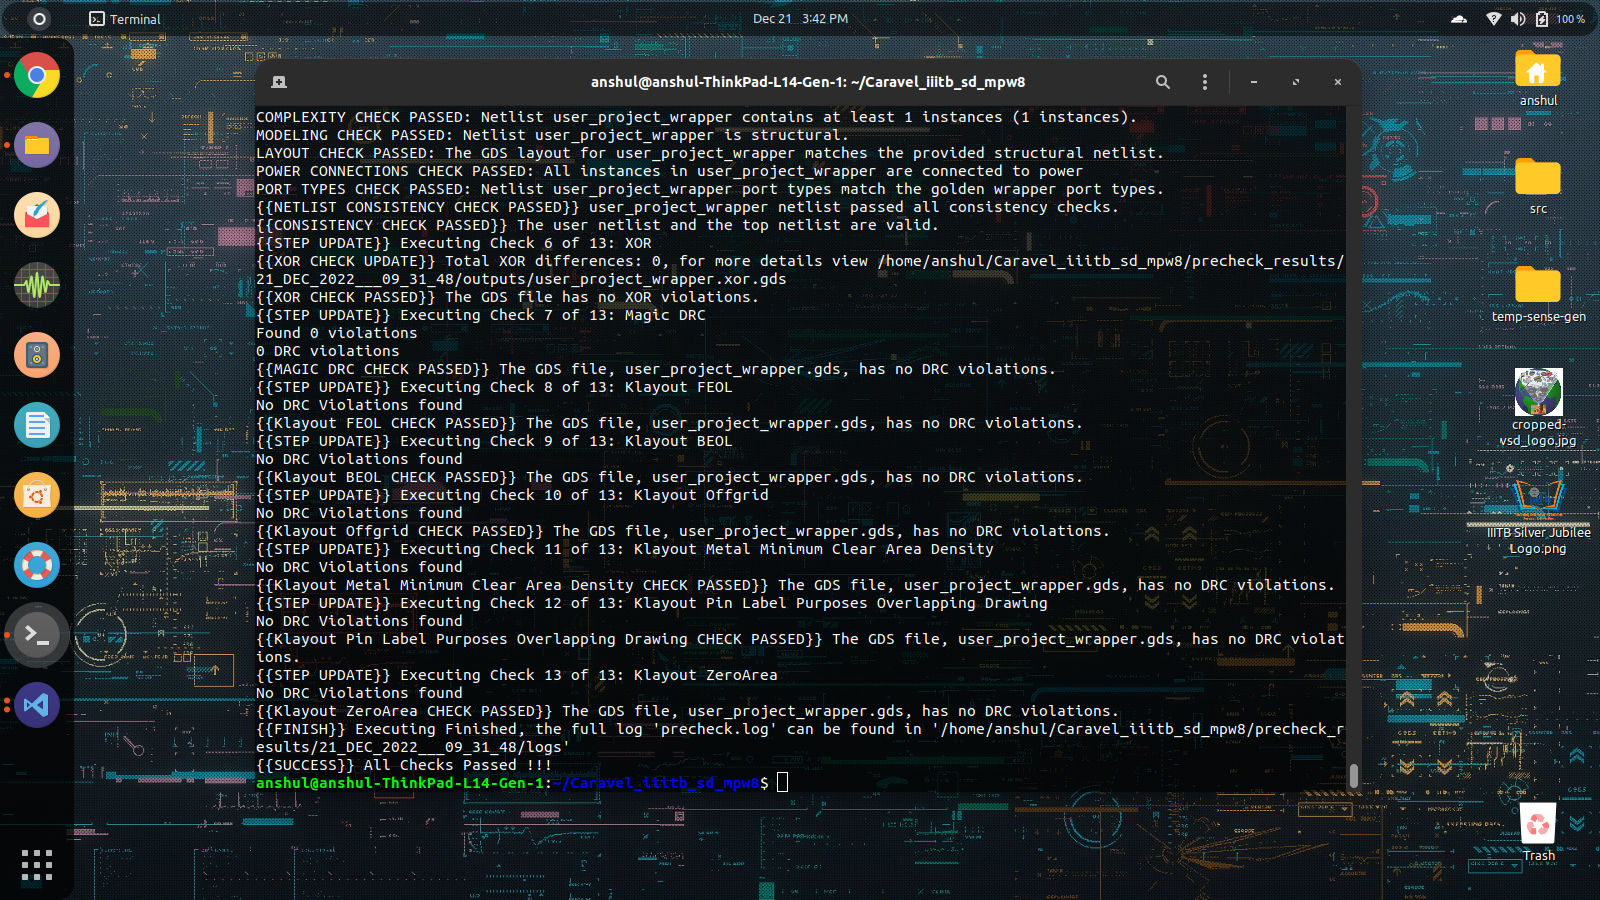 Terminal
Dec 21 3:42 PM
100 %
anshul@anshul-ThinkPad-L14-Gen-1: ~/Caravel_iiitb_sd_mpw8
COMPLEXITY CHECK PASSED: Netlist user_project_wrapper contains at least 1 instances (1 instances).
MODELING CHECK PASSED: Netlist user_project_wrapper is structural.
LAYOUT CHECK PASSED: The GDS layout for user_project_wrapper matches the provided structural netlist.
POWER CONNECTIONS CHECK PASSED: All instances in user_project_wrapper are connected to power
PORT TYPES CHECK PASSED: Netlist user_project_wrapper port types match the golden wrapper port types.
{{NETLIST CONSISTENCY CHECK PASSED}} user_project_wrapper netlist passed all consistency checks.
{{CONSISTENCY CHECK PASSED}} The user netlist and the top netlist are valid.
{{STEP UPDATE}} Executing Check 6 of 13: XOR
{{XOR CHECK UPDATE}} Total XOR differences: 0, for more details view /home/anshul/Caravel_iiitb_sd_mpw8/precheck_results/
21_DEC_2022___09_31_48/outputs/user_project_wrapper.xor.gds
{{XOR CHECK PASSED}} The GDS file has no XOR violations.
{{STEP UPDATE}} Executing Check 7 of 13: Magic DRC
Found 0 violations
0 DRC violations
{{MAGIC DRC CHECK PASSED}} The GDS file, user_project_wrapper.gds, has no DRC violations.
{{STEP UPDATE}} Executing Check 8 of 13: Klayout FEOL
No DRC Violations found
{{Klayout FEOL CHECK PASSED}} The GDS file, user_project_wrapper.gds, has no DRC violations.
{{STEP UPDATE}} Executing Check 9 of 13: Klayout BEOL
No DRC Violations found
{{Klayout BEOL CHECK PASSED}} The GDS file, user_project_wrapper.gds, has no DRC violations.
{{STEP UPDATE}} Executing Check 10 of 13: Klayout Offgrid
No DRC Violations found
{{Klayout Offgrid CHECK PASSED}} The GDS file, user_project_wrapper.gds, has no DRC violations.
{{STEP UPDATE}} Executing Check 11 of 13: Klayout Metal Minimum Clear Area Density
No DRC Violations found
{{Klayout Metal Minimum Clear Area Density CHECK PASSED}} The GDS file, user_project_wrapper.gds, has no DRC violations.
{{STEP UPDATE}} Executing Check 12 of 13: Klayout Pin Label Purposes Overlapping Drawing
No DRC Violations found
{{Klayout Pin Label Purposes Overlapping Drawing CHECK PASSED}} The GDS file, user_project_wrapper.gds, has no DRC violat
ions.
{{STEP UPDATE}} Executing Check 13 of 13: Klayout ZeroArea
No DRC Violations found
{{Klayout ZeroArea CHECK PASSED}} The GDS file, user_project_wrapper.gds, has no DRC violations.
{{FINISH}} Executing Finished, the full log 'precheck.log' can be found in '/home/anshul/Caravel_iiitb_sd_mpw8/precheck_r
esults/21_DEC_2022___09_31_48/logs'
{{SUCCESS}} All Checks Passed !!!
anshul@anshul-ThinkPad-L14-Gen-1:~/Caravel_iiitb_sd_mpw8$
anshul
src
temp-sense-gen
cropped-
vsd_logo.jpg
IIITB Silver Jubilee
Logo.png
Trash